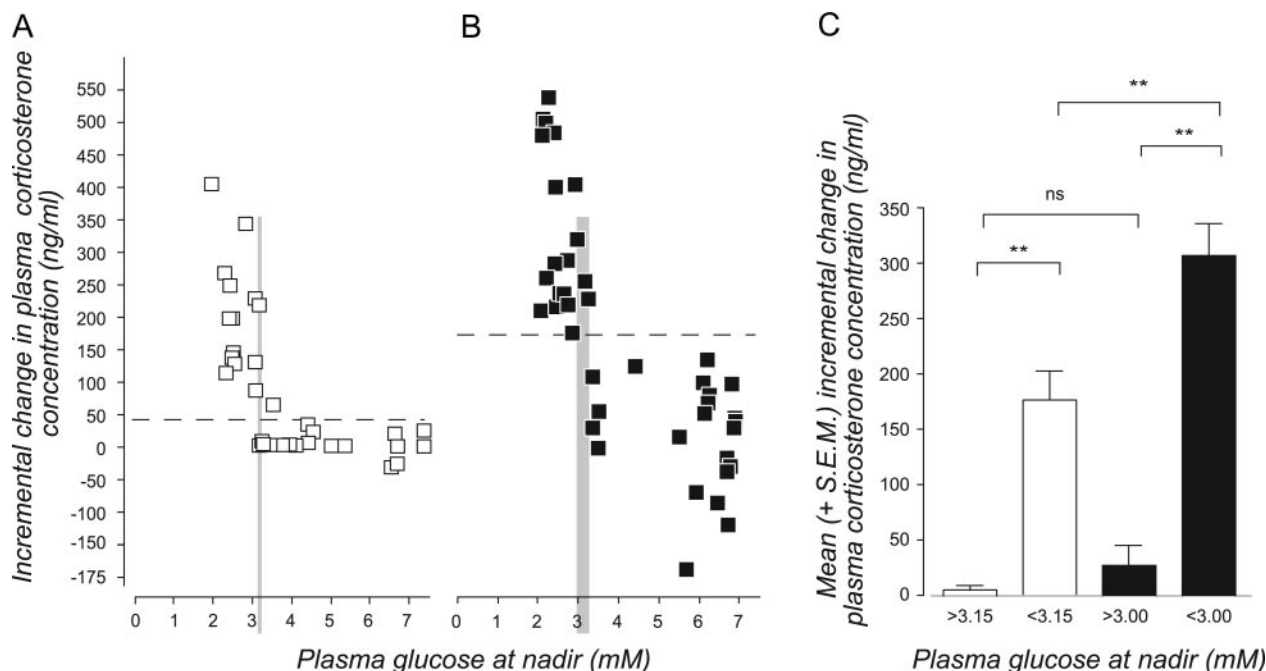 A
B
C
Incremental change in plasma corticosterone
concentration (ng/ml)
550
500
450
400
350
300
250
200
150
100
50
0
-50
-100
-150
-175
0 1 2 3 4 5 6 7
0 1 2 3 4 5 6 7
Plasma glucose at nadir (mM)
Mean (+ S.E.M.) incremental change in
plasma corticosterone concentration (ng/ml)
**
**
ns
**
350
300
250
200
150
100
50
0
>3.15 <3.15 >3.00 <3.00
Plasma glucose at nadir (mM)